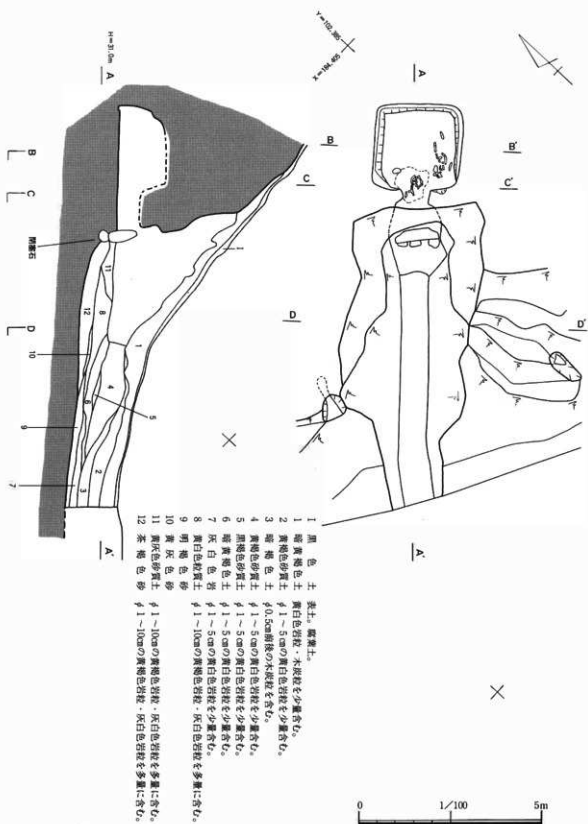 Y=102.385
X=184.405
H=31.0m
A
A
B
B'
C
C'
D
D'
A'
A'
B
C
D
閉塞石
I
1
11
8
12
10
9
7
6
5
4
3
2
I 黒色土 表土。腐葉土。
1 暗黄褐色土 黄白色岩粒・木炭粒を少量含む。
2 黄褐色土 φ1～5cmの黄白色岩粒を少量含む。
3 暗褐色土 φ0.5cm前後の木炭粒を含む。
4 黄褐色砂質土 φ1～5cmの黄白色岩粒を含む。
5 黒褐色砂質土 φ1～5cmの黄白色岩粒を少量含む。
6 暗黄褐色土 φ1～5cmの黄白色岩粒を含む。
7 灰白色岩 φ1～5cmの黄白色岩粒を少量含む。
8 黄白色粒質土 φ1～10cmの黄褐色岩粒・灰白色岩粒を多量に含む。
9 明褐色砂
10 黄灰色砂
11 黄灰色砂質土 φ1～10cmの黄褐色岩粒・灰白色岩粒を多量に含む。
12 茶褐色砂 φ1～10cmの黄褐色岩粒・灰白色岩粒を多量に含む。
0 1/100 5m